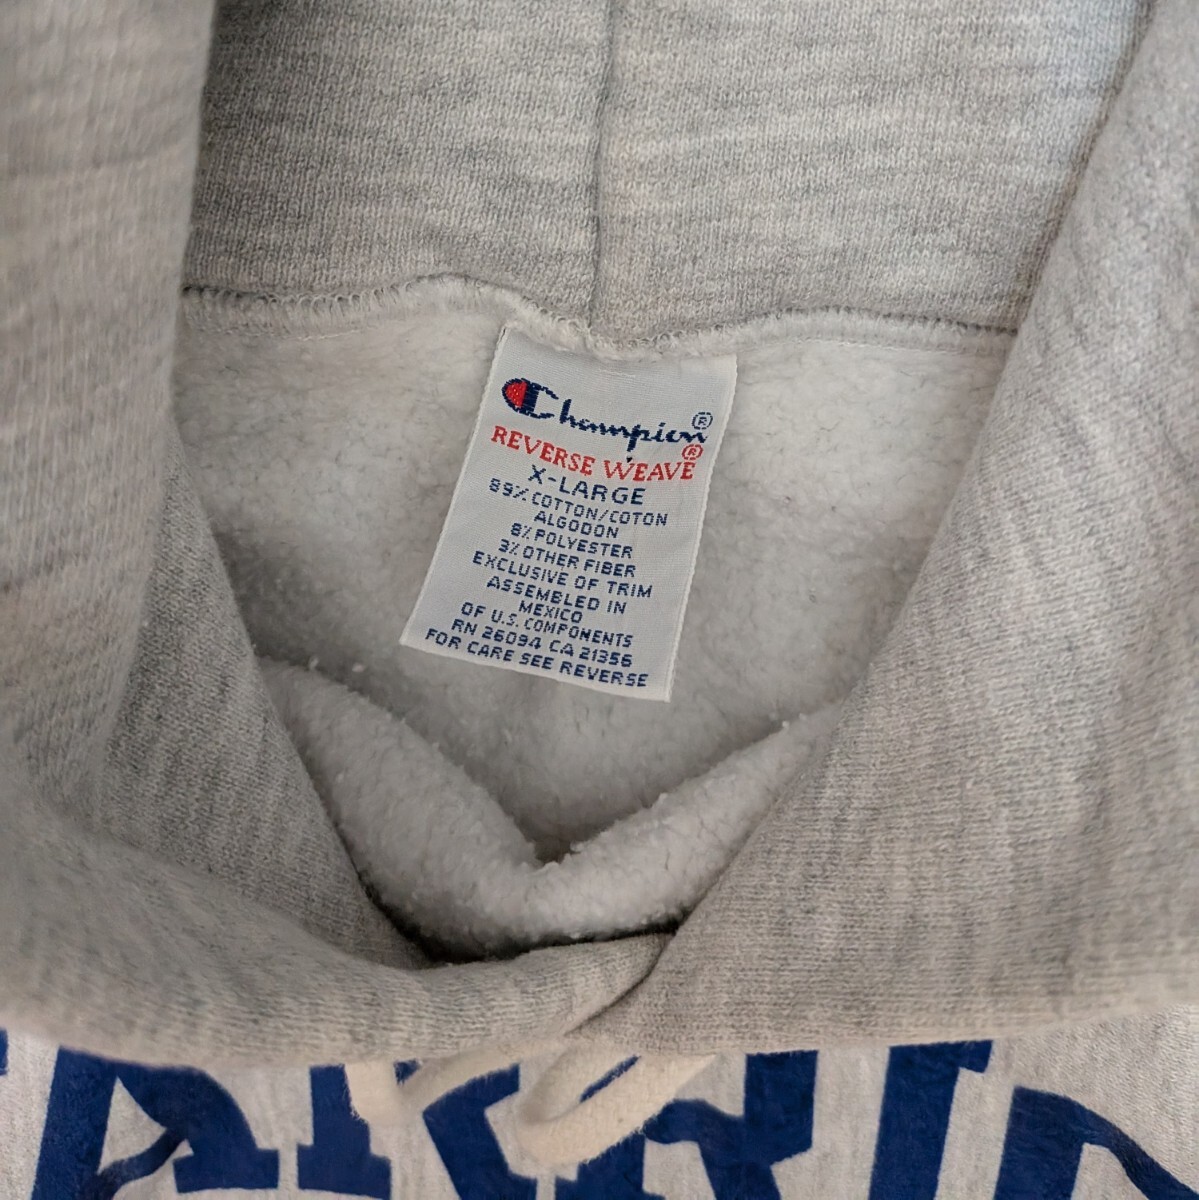 Champion®
REVERSE WEAVE®
X-LARGE
89% COTTON/COTON
ALGODON
8% POLYESTER
3% OTHER FIBER
EXCLUSIVE OF TRIM
ASSEMBLED IN
MEXICO
OF U.S. COMPONENTS
RN 26094 CA 21356
FOR CARE SEE REVERSE